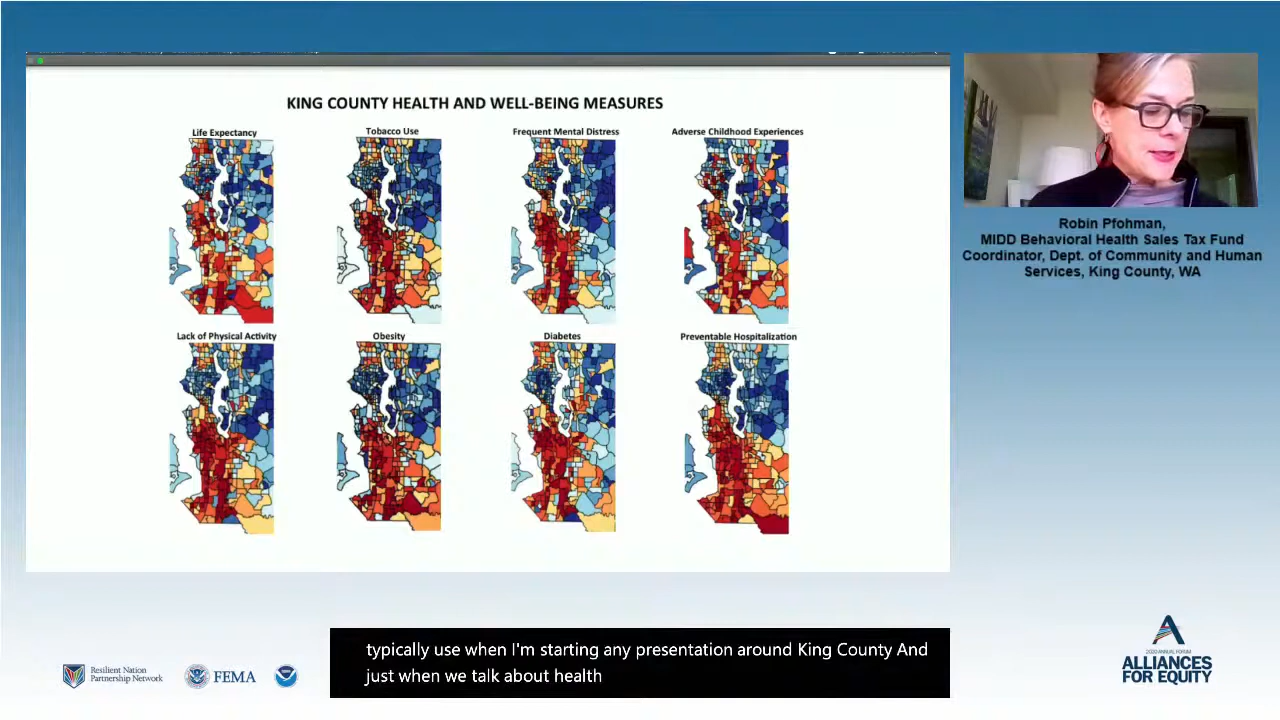 KING COUNTY HEALTH AND WELL-BEING MEASURES
Life Expectancy
Tobacco Use
Frequent Mental Distress
Adverse Childhood Experiences
Lack of Physical Activity
Obesity
Diabetes
Preventable Hospitalization
Robin Pfohman,
MIDD Behavioral Health Sales Tax Fund
Coordinator, Dept. of Community and Human
Services, King County, WA
typically use when I'm starting any presentation around King County And
just when we talk about health
Resilient Nation
Partnership Network
FEMA
2020 ANNUAL FORUM
ALLIANCES
FOR EQUITY